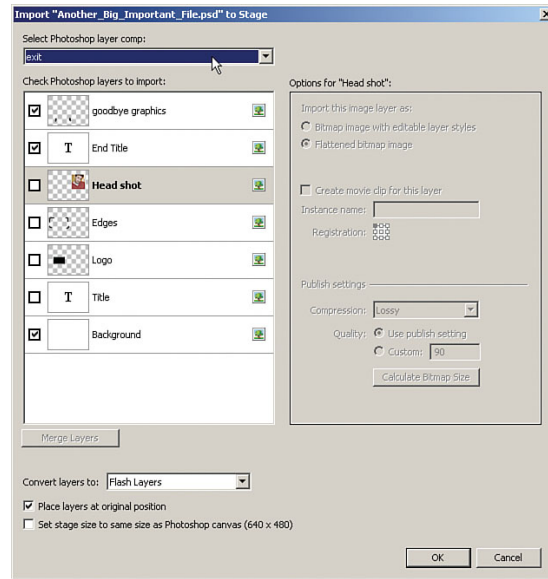 Import "Another_Big_Important_File.psd" to Stage
Select Photoshop layer comp:
exit
Check Photoshop layers to import:
goodbye graphics
T End Title
Head shot
Edges
Logo
T Title
Background
Merge Layers
Convert layers to: Flash Layers
Place layers at original position
Set stage size to same size as Photoshop canvas (640 x 480)
Options for "Head shot":
Import this image layer as:
Bitmap image with editable layer styles
Flattened bitmap image
Create movie clip for this layer
Instance name:
Registration:
Publish settings
Compression: Lossy
Quality: Use publish setting
Custom: 90
Calculate Bitmap Size
OK Cancel